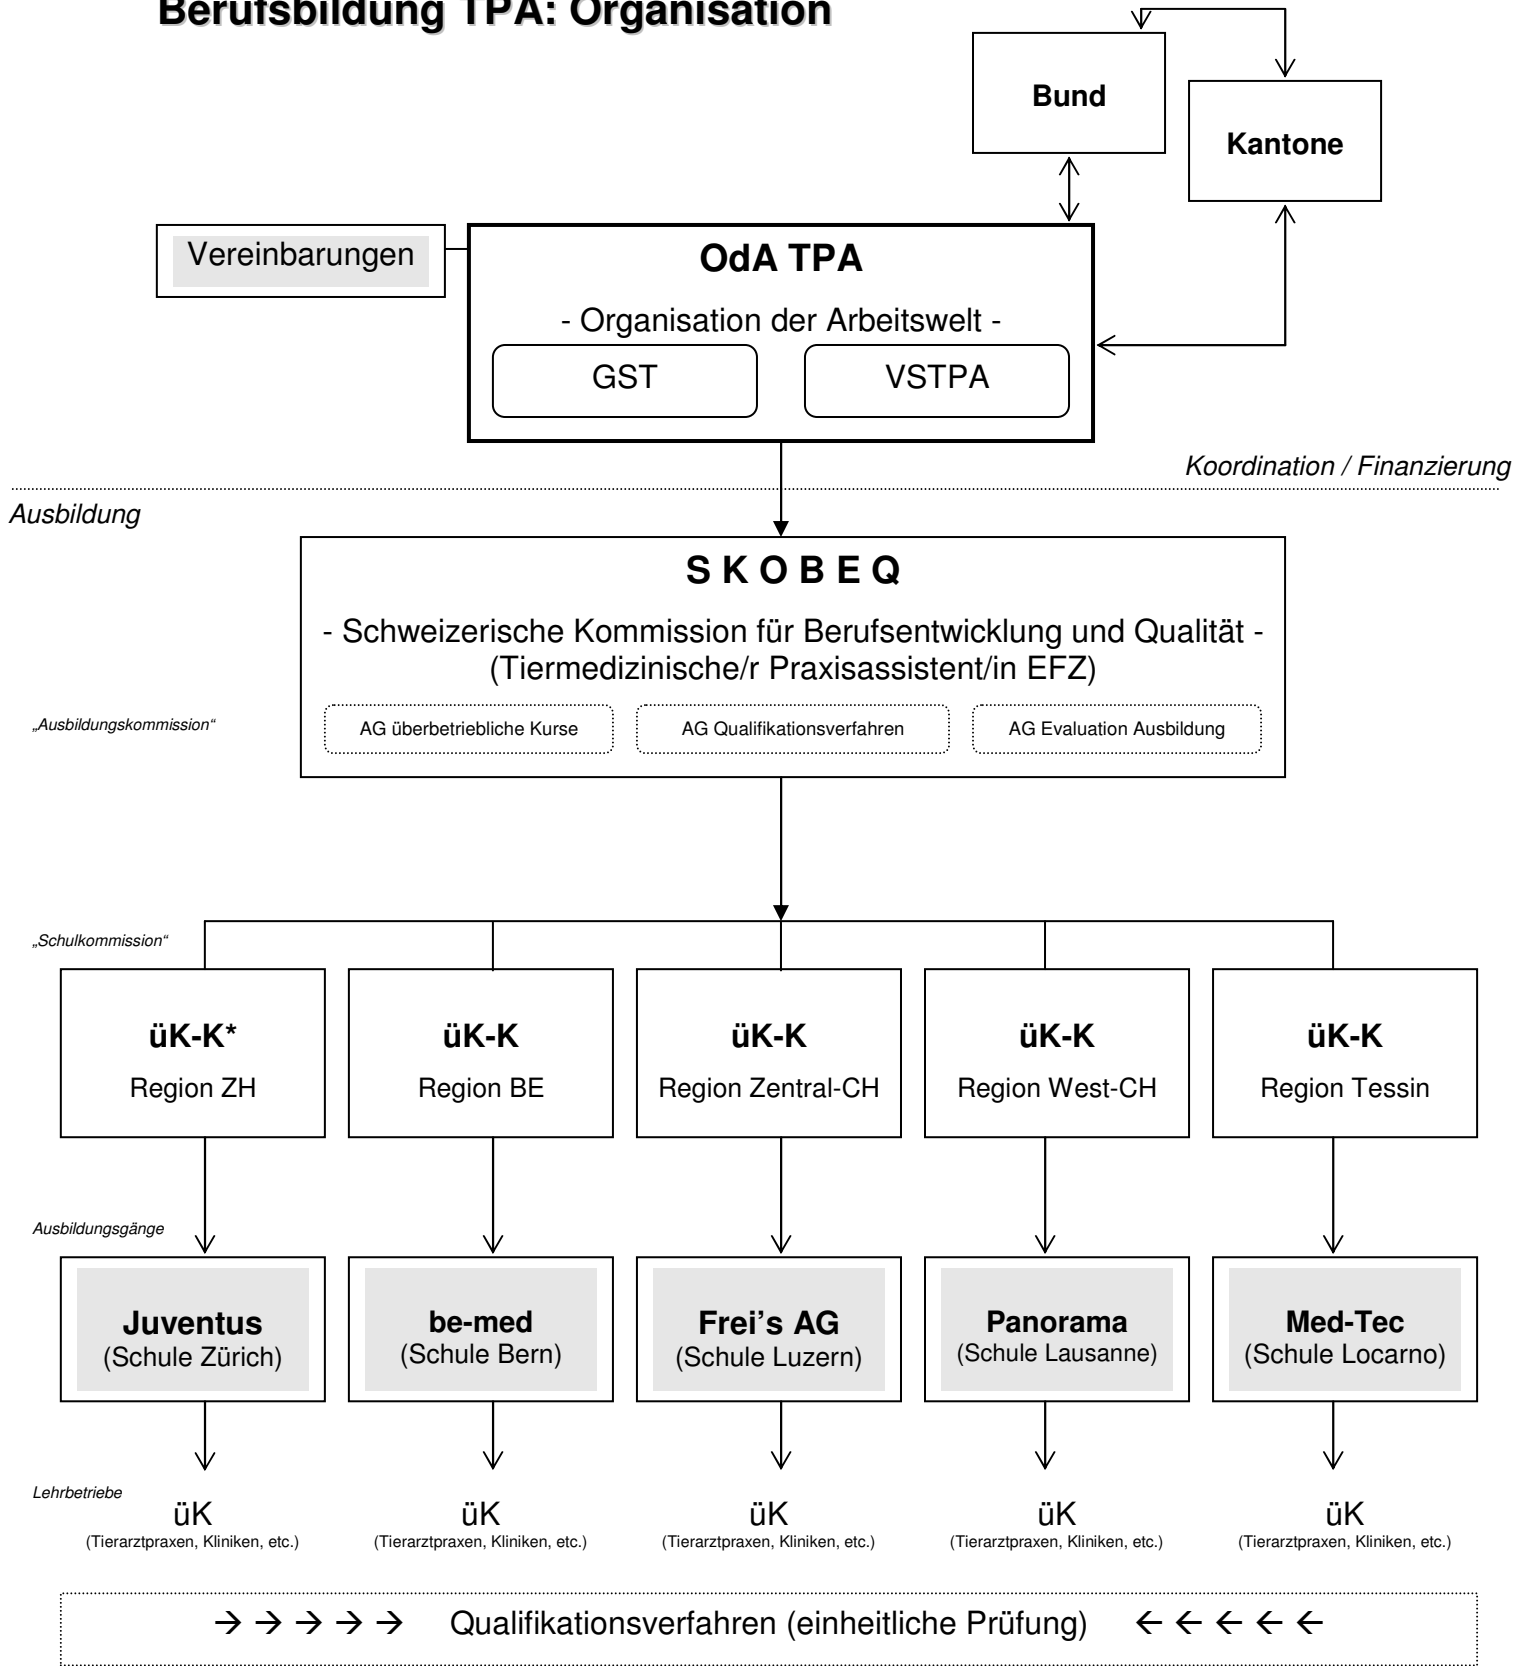 Berufsbildung TPA: Organisation
Bund
Kantone
Vereinbarungen
OdA TPA
- Organisation der Arbeitswelt -
GST
VSTPA
Koordination / Finanzierung
Ausbildung
S K O B E Q
- Schweizerische Kommission für Berufsentwicklung und Qualität -
(Tiermedizinische/r Praxisassistent/in EFZ)
„Ausbildungskommission“
AG überbetriebliche Kurse
AG Qualifikationsverfahren
AG Evaluation Ausbildung
„Schulkommission“
üK-K*
Region ZH
üK-K
Region BE
üK-K
Region Zentral-CH
üK-K
Region West-CH
üK-K
Region Tessin
Ausbildungsgänge
Juventus
(Schule Zürich)
be-med
(Schule Bern)
Frei’s AG
(Schule Luzern)
Panorama
(Schule Lausanne)
Med-Tec
(Schule Locarno)
Lehrbetriebe
üK
(Tierarztpraxen, Kliniken, etc.)
üK
(Tierarztpraxen, Kliniken, etc.)
üK
(Tierarztpraxen, Kliniken, etc.)
üK
(Tierarztpraxen, Kliniken, etc.)
üK
(Tierarztpraxen, Kliniken, etc.)
→ → → → → Qualifikationsverfahren (einheitliche Prüfung) ← ← ← ← ←